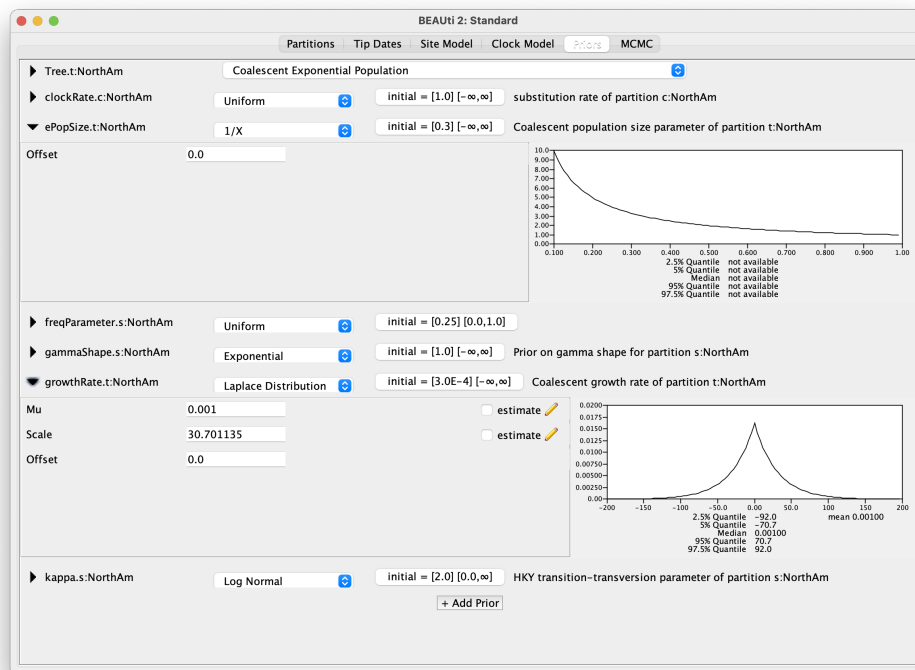 BEAUti 2: Standard
Partitions Tip Dates Site Model Clock Model Priors MCMC
Tree.t:NorthAm Coalescent Exponential Population
clockRate.c:NorthAm Uniform initial = [1.0] [-∞,∞] substitution rate of partition c:NorthAm
ePopSize.t:NorthAm 1/X initial = [0.3] [-∞,∞] Coalescent population size parameter of partition t:NorthAm
Offset 0.0
10.0
9.00
8.00
7.00
6.00
5.00
4.00
3.00
2.00
1.00
0.00
0.100 0.200 0.300 0.400 0.500 0.600 0.700 0.800 0.900 1.00
2.5% Quantile not available
5% Quantile not available
Median not available
95% Quantile not available
97.5% Quantile not available
freqParameter.s:NorthAm Uniform initial = [0.25] [0.0,1.0]
gammaShape.s:NorthAm Exponential initial = [1.0] [-∞,∞] Prior on gamma shape for partition s:NorthAm
growthRate.t:NorthAm Laplace Distribution initial = [3.0E-4] [-∞,∞] Coalescent growth rate of partition t:NorthAm
Mu 0.001 estimate
Scale 30.701135 estimate
Offset 0.0
0.0200
0.0175
0.0150
0.0125
0.0100
0.00750
0.00500
0.00250
0.00
-200 -150 -100 -50.0 0.00 50.0 100 150 200
2.5% Quantile -92.0 mean 0.00100
5% Quantile -70.7
Median 0.00100
95% Quantile 70.7
97.5% Quantile 92.0
kappa.s:NorthAm Log Normal initial = [2.0] [0.0,∞] HKY transition-transversion parameter of partition s:NorthAm
+ Add Prior